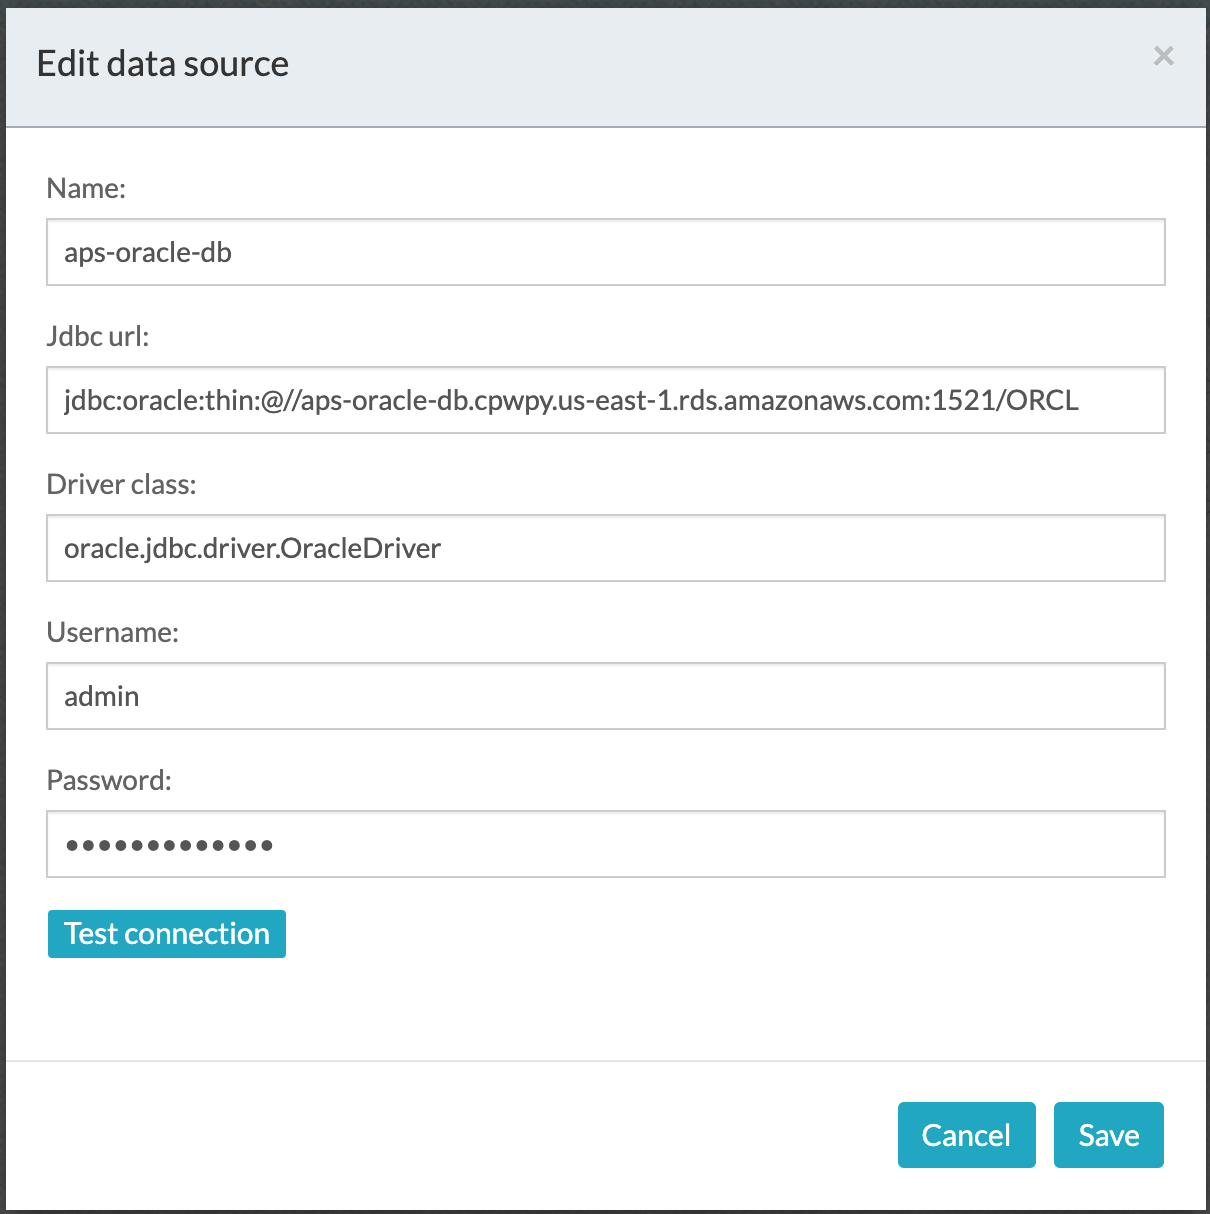 Edit data source
×
Name:
aps-oracle-db
Jdbc url:
jdbc:oracle:thin:@//aps-oracle-db.cpwpy.us-east-1.rds.amazonaws.com:1521/ORCL
Driver class:
oracle.jdbc.driver.OracleDriver
Username:
admin
Password:
•••••••••••••
Test connection
Cancel
Save